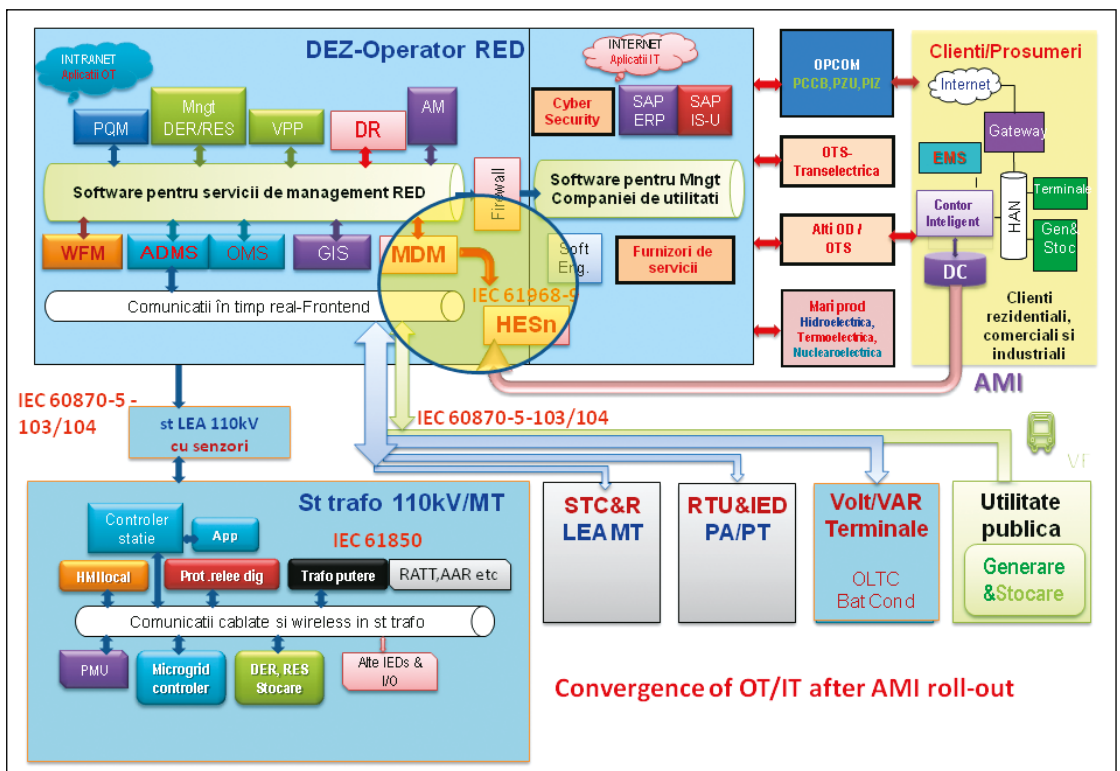 DEZ-Operator RED
INTRANET
Aplicatii OT
INTERNET
Aplicatii IT
PQM
Mngt
DER/RES
VPP
DR
AM
Cyber
Security
SAP
ERP
SAP
IS-U
Software pentru servicii de management RED
Firewall
Software pentru Mngt
Companiei de utilitati
WFM
ADMS
OMS
GIS
MDM
Soft
Eng.
Furnizori de
servicii
Comunicatii în timp real-Frontend
IEC 61968-9
HESn
OPCOM
PCCB,PZU,PIZ
OTS-
Transelectrica
Alti OD /
OTS
Mari prod
Hidroelectrica,
Termoelectrica,
Nuclearoelectrica
Clienti/Prosumeri
Internet
Gateway
EMS
HAN
Terminale
Contor
Inteligent
Gen&
Stoc
DC
Clienti
rezidentiali,
comerciali si
industriali
AMI
IEC 60870-5 -
103/104
st LEA 110kV
cu senzori
IEC 60870-5-103/104
St trafo 110kV/MT
Controler
statie
App
IEC 61850
HMI local
Prot .relee dig
Trafo putere
RATT,AAR etc
Comunicatii cablate si wireless in st trafo
PMU
Microgrid
controler
DER, RES
Stocare
Alte IEDs &
I/O
STC&R
LEA MT
RTU&IED
PA/PT
Volt/VAR
Terminale
OLTC
Bat Cond
VE
Utilitate
publica
Generare
&Stocare
Convergence of OT/IT after AMI roll-out